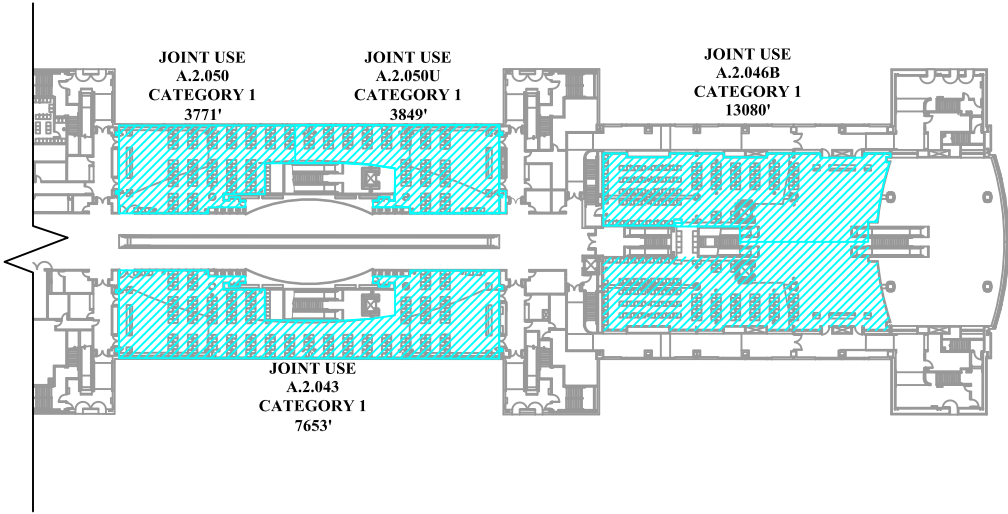 JOINT USE
A.2.050
CATEGORY 1
3771'
JOINT USE
A.2.050U
CATEGORY 1
3849'
JOINT USE
A.2.046B
CATEGORY 1
13080'
JOINT USE
A.2.043
CATEGORY 1
7653'